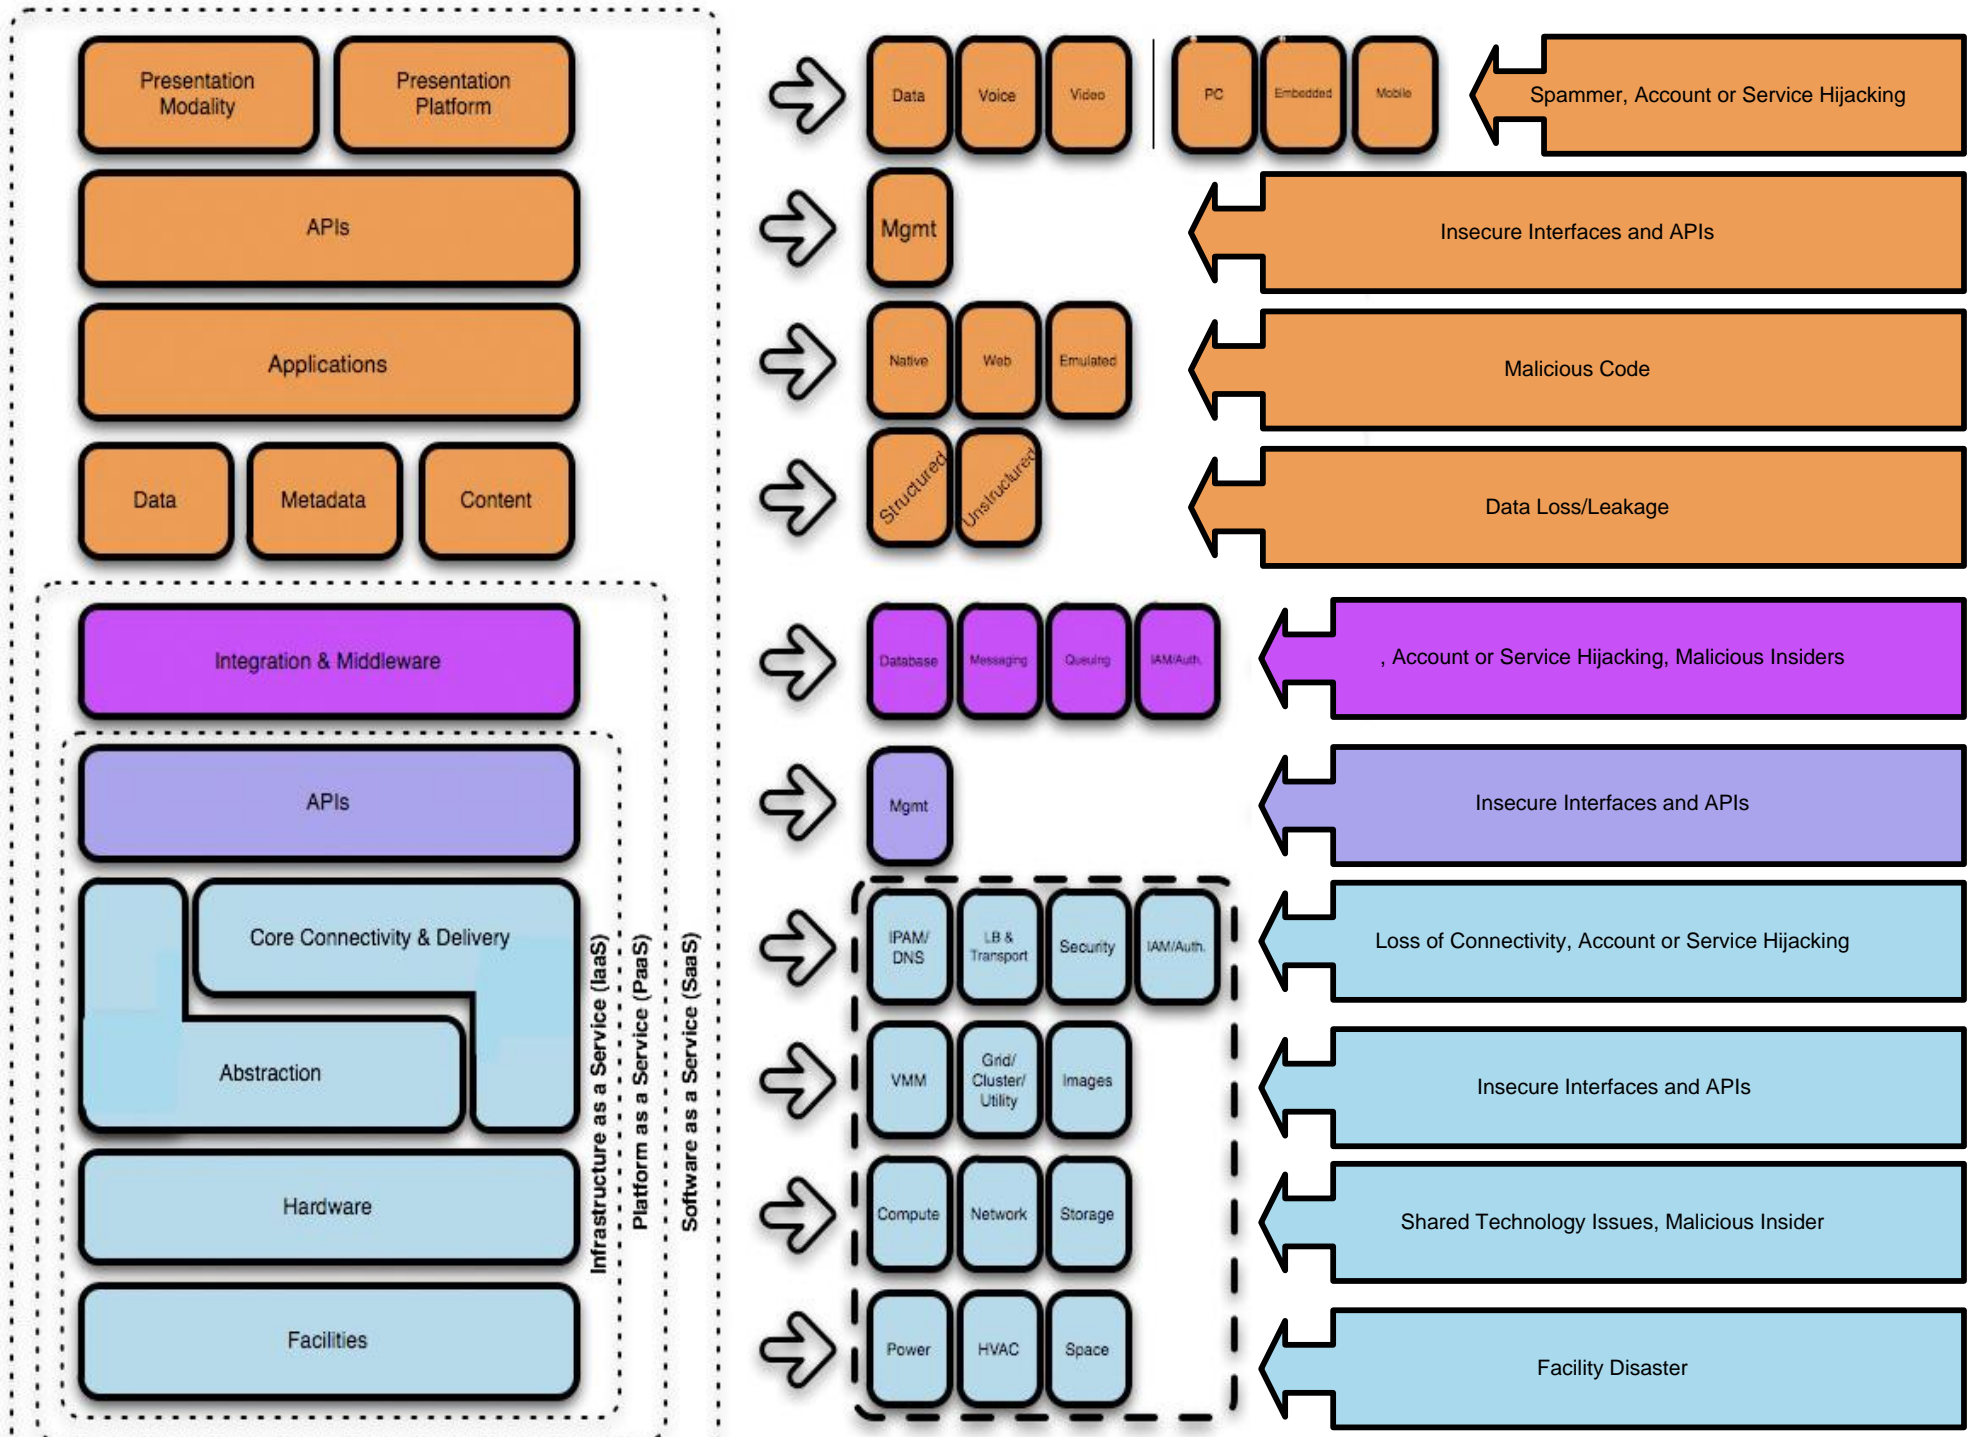 Presentation
Modality
Presentation
Platform
Data
Voice
Video
PC
Embedded
Mobile
Spammer, Account or Service Hijacking
APIs
Mgmt
Insecure Interfaces and APIs
Applications
Native
Web
Emulated
Malicious Code
Data
Metadata
Content
Structured
Unstructured
Data Loss/Leakage
Integration & Middleware
Database
Messaging
Queuing
IAM/Auth.
, Account or Service Hijacking, Malicious Insiders
APIs
Mgmt
Insecure Interfaces and APIs
Core Connectivity & Delivery
IPAM/
DNS
LB &
Transport
Security
IAM/Auth.
Loss of Connectivity, Account or Service Hijacking
Abstraction
VMM
Grid/
Cluster/
Utility
Images
Insecure Interfaces and APIs
Hardware
Compute
Network
Storage
Shared Technology Issues, Malicious Insider
Facilities
Power
HVAC
Space
Facility Disaster
Infrastructure as a Service (IaaS)
Platform as a Service (PaaS)
Software as a Service (SaaS)